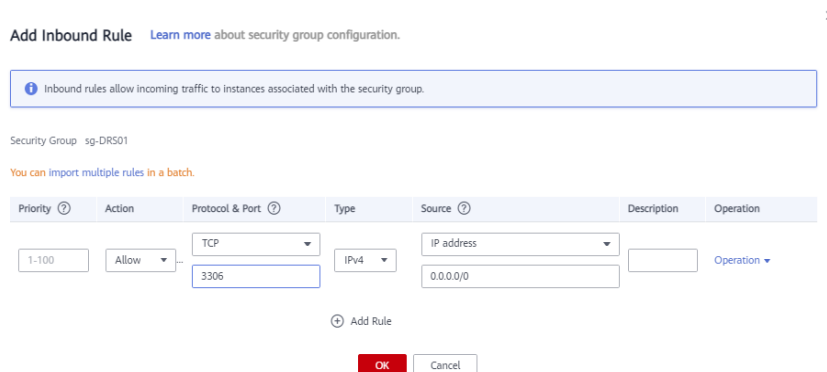 Add Inbound Rule Learn more about security group configuration.
Inbound rules allow incoming traffic to instances associated with the security group.
Security Group sg-DRS01
You can import multiple rules in a batch.
Priority ? Action Protocol & Port ? Type Source ? Description Operation
TCP IP address
1-100 Allow ... IPv4 Operation
3306 0.0.0.0/0
Add Rule
OK Cancel